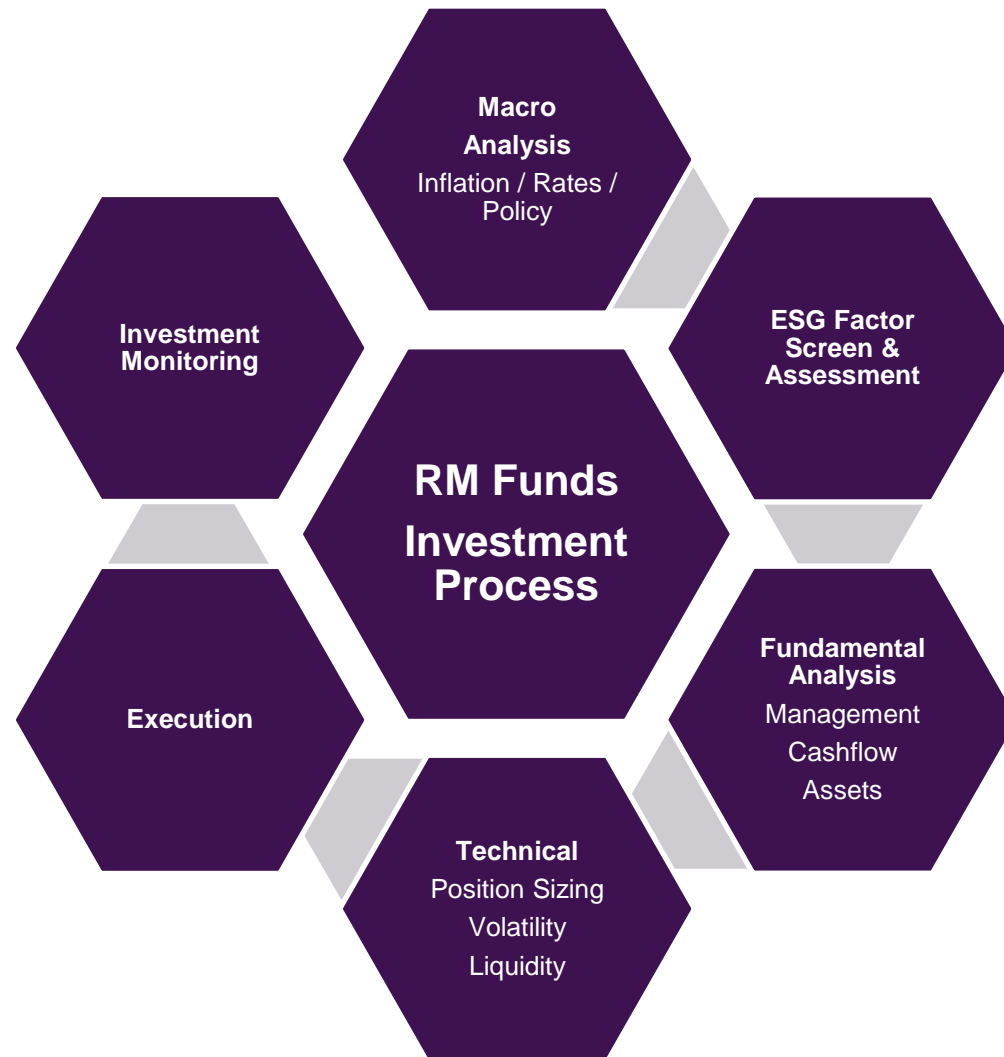 Macro
Analysis
Inflation / Rates /
Policy
ESG Factor
Screen &
Assessment
Fundamental
Analysis
Management
Cashflow
Assets
Technical
Position Sizing
Volatility
Liquidity
Execution
Investment
Monitoring
RM Funds
Investment
Process